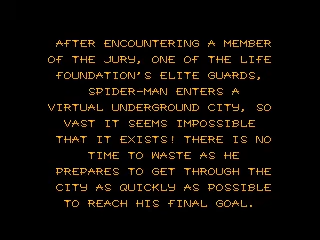 AFTER ENCOUNTERING A MEMBER
OF THE JURY, ONE OF THE LIFE
FOUNDATION'S ELITE GUARDS,
SPIDER-MAN ENTERS A
VIRTUAL UNDERGROUND CITY, SO
VAST IT SEEMS IMPOSSIBLE
THAT IT EXISTS! THERE IS NO
TIME TO WASTE AS HE
PREPARES TO GET THROUGH THE
CITY AS QUICKLY AS POSSIBLE
TO REACH HIS FINAL GOAL.